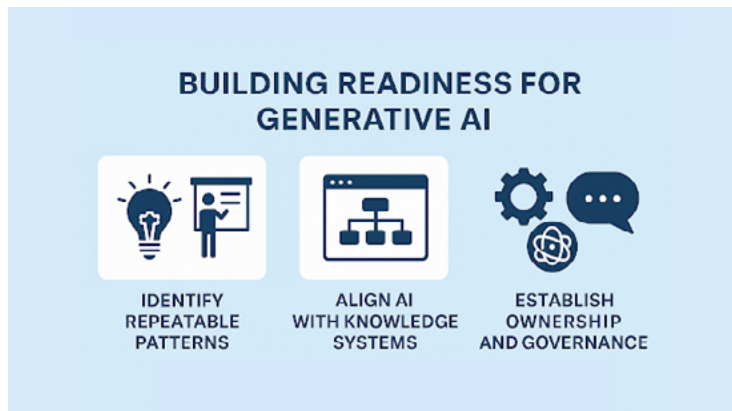 BUILDING READINESS FOR
GENERATIVE AI
IDENTIFY
REPEATABLE
PATTERNS
ALIGN AI
WITH KNOWLEDGE
SYSTEMS
ESTABLISH
OWNERSHIP
AND GOVERNANCE